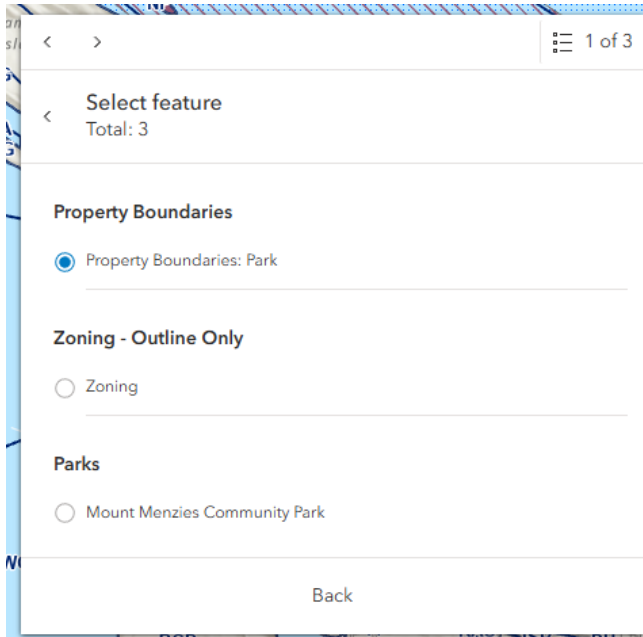 1 of 3
Select feature
Total: 3
Property Boundaries
Property Boundaries: Park
Zoning - Outline Only
Zoning
Parks
Mount Menzies Community Park
Back